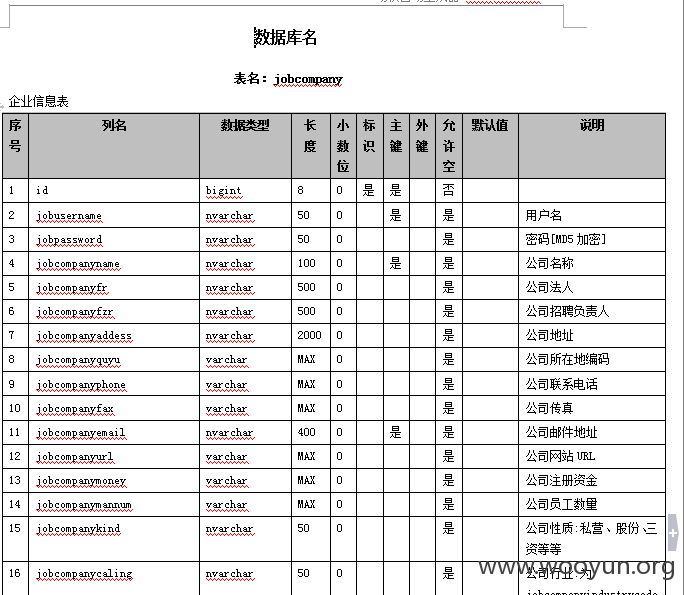 数据库名
表名：jobcompany
企业信息表
序号 列名 数据类型 长度 小数位 标识 主键 外键 允许空 默认值 说明
1 id bigint 8 0 是 是 否
2 jobusername nvarchar 50 0 是 是 用户名
3 jobpassword nvarchar 50 0 是 密码[MD5加密]
4 jobcompanyname nvarchar 100 0 是 是 公司名称
5 jobcompanyfr nvarchar 500 0 是 公司法人
6 jobcompanyfzr nvarchar 500 0 是 公司招聘负责人
7 jobcompanyaddess nvarchar 2000 0 是 公司地址
8 jobcompanyquyu varchar MAX 0 是 公司所在地编码
9 jobcompanyphone varchar MAX 0 是 公司联系电话
10 jobcompanyfax varchar MAX 0 是 公司传真
11 jobcompanyemail nvarchar 400 0 是 是 公司邮件地址
12 jobcompanyurl varchar MAX 0 是 公司网站URL
13 jobcompanymoney varchar MAX 0 是 公司注册资金
14 jobcompanymannum varchar MAX 0 是 公司员工数量
15 jobcompanykind nvarchar 50 0 是 公司性质:私营、股份、三
资等等
16 jobcompanycaling nvarchar 50 0 是 公司行业:为
www.wooyun.org
jobcompanyindustrycode